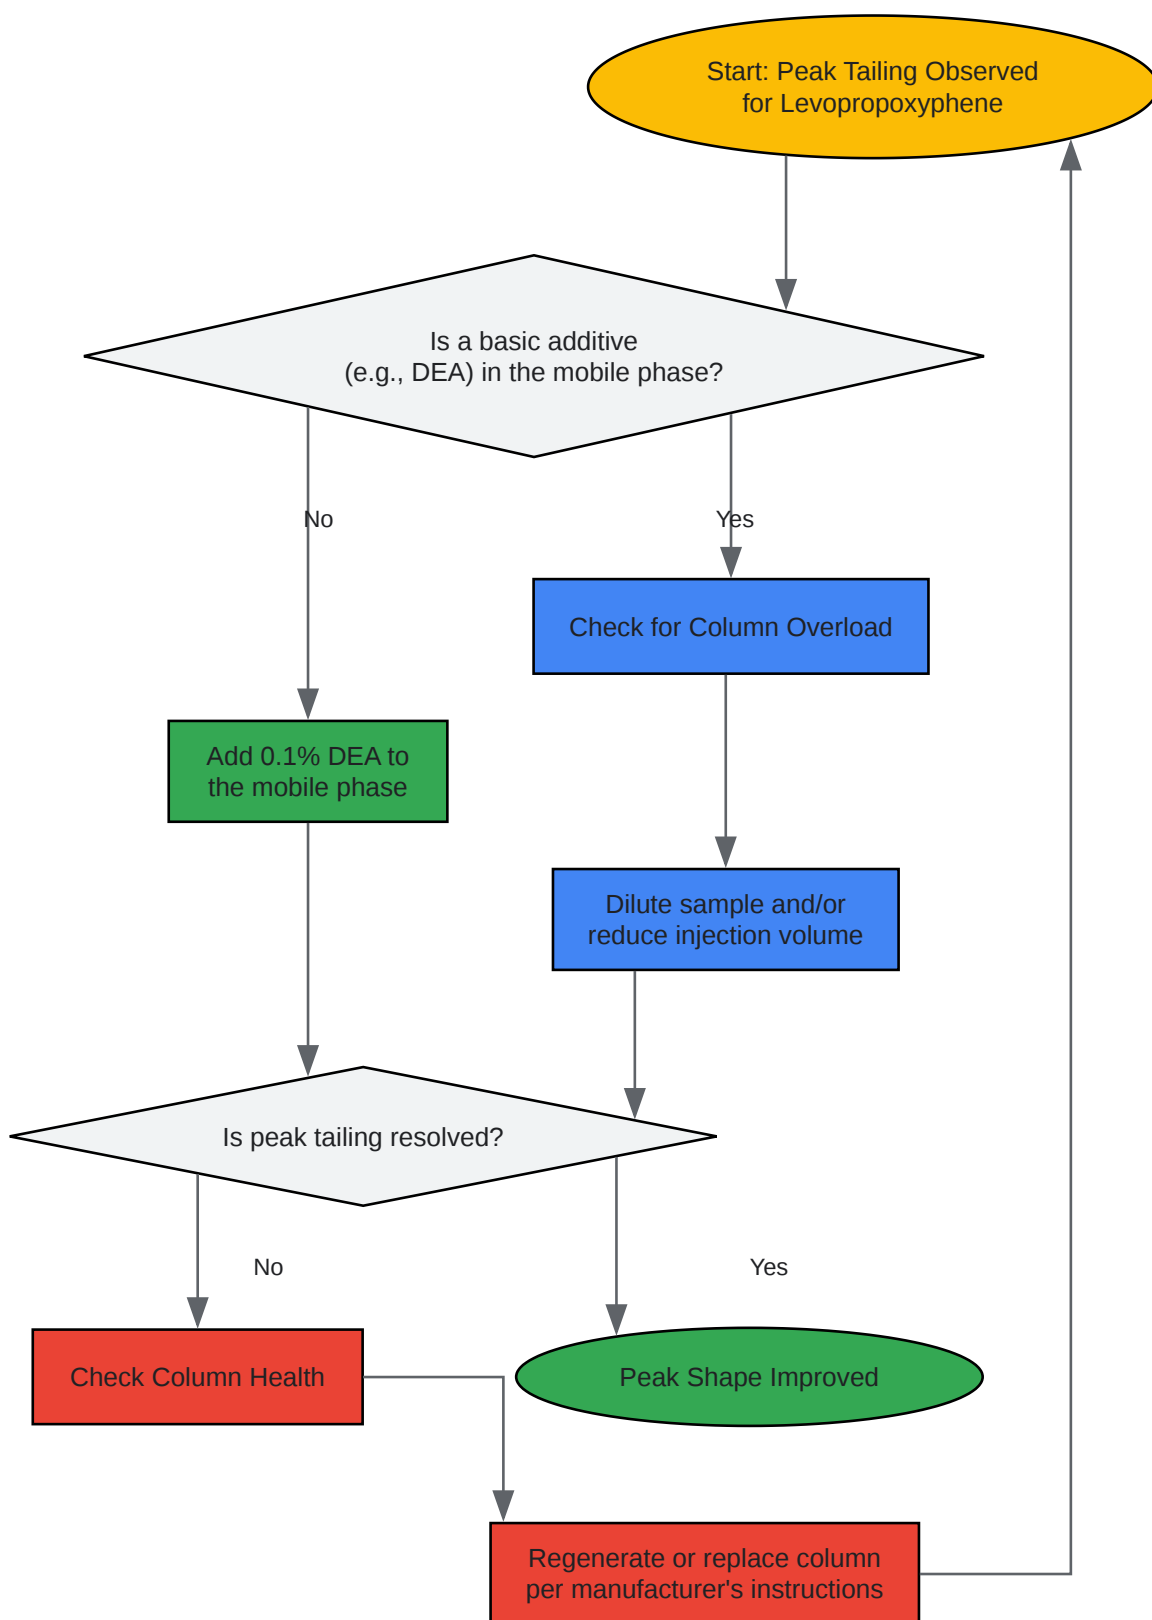 Start: Peak Tailing Observed
for Levopropoxyphene
Is a basic additive
(e.g., DEA) in the mobile phase?
No
Yes
Check for Column Overload
Add 0.1% DEA to
the mobile phase
Dilute sample and/or
reduce injection volume
Is peak tailing resolved?
No
Yes
Check Column Health
Peak Shape Improved
Regenerate or replace column
per manufacturer's instructions